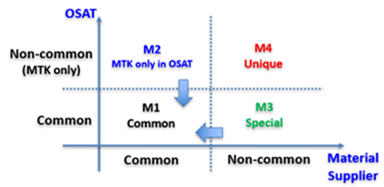 OSAT
Non-common
(MTK only)
M2
MTK only in OSAT
M4
Unique
Common
M1
Common
M3
Special
Common
Non-common
Material
Supplier